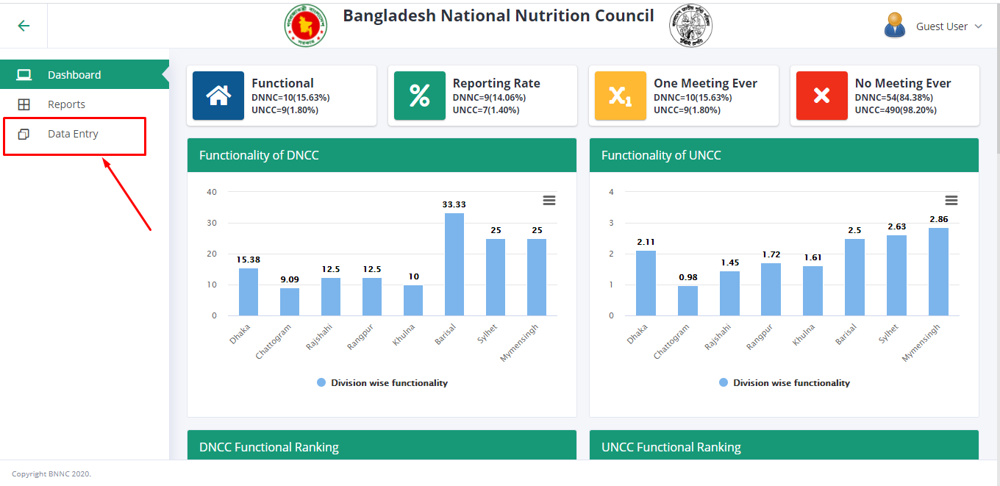 Bangladesh National Nutrition Council
Guest User
Dashboard
Reports
Data Entry
Functional
DNNC=10(15.63%)
UNCC=9(1.80%)
%
Reporting Rate
DNNC=9(14.06%)
UNCC=7(1.40%)
X1
One Meeting Ever
DNNC=10(15.63%)
UNCC=9(1.80%)
No Meeting Ever
DNNC=54(84.38%)
UNCC=490(98.20%)
Functionality of DNCC
40
30
20
10
0
15.38
9.09
12.5
12.5
10
33.33
25
25
Dhaka
Chattogram
Rajshahi
Rangpur
Khulna
Barisal
Sylhet
Mymensingh
Division wise functionality
Functionality of UNCC
4
3
2
1
0
2.11
0.98
1.45
1.72
1.61
2.5
2.63
2.86
Dhaka
Chattogram
Rajshahi
Rangpur
Khulna
Barisal
Sylhet
Mymensingh
Division wise functionality
DNCC Functional Ranking
UNCC Functional Ranking
Copyright BNNC 2020.